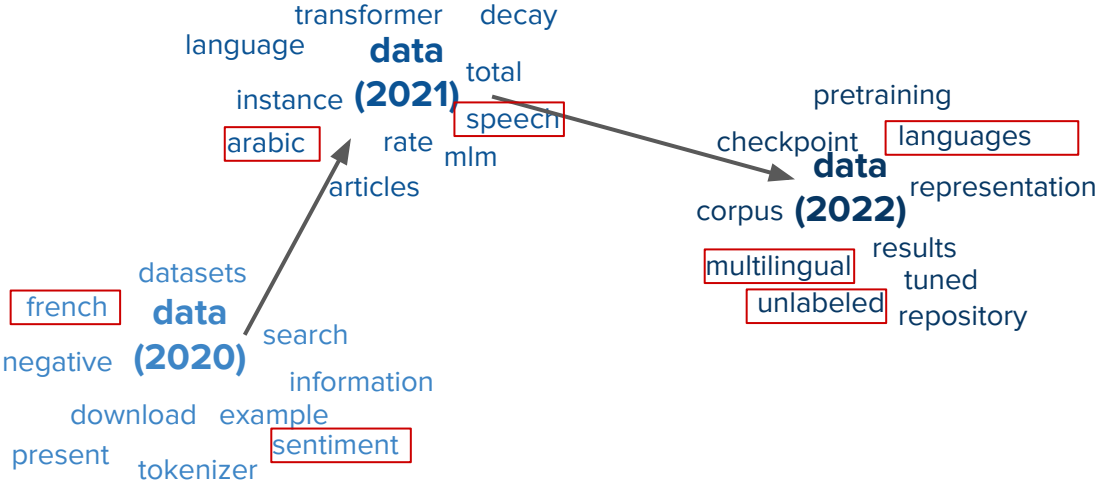 transformer decay
language
data
(2021)
total
instance
speech
arabic
rate
mlm
articles
pretraining
languages
checkpoint
data
(2022)
representation
corpus
results
multilingual
tuned
unlabeled
repository
datasets
french
data
(2020)
search
negative
information
download example
sentiment
present
tokenizer